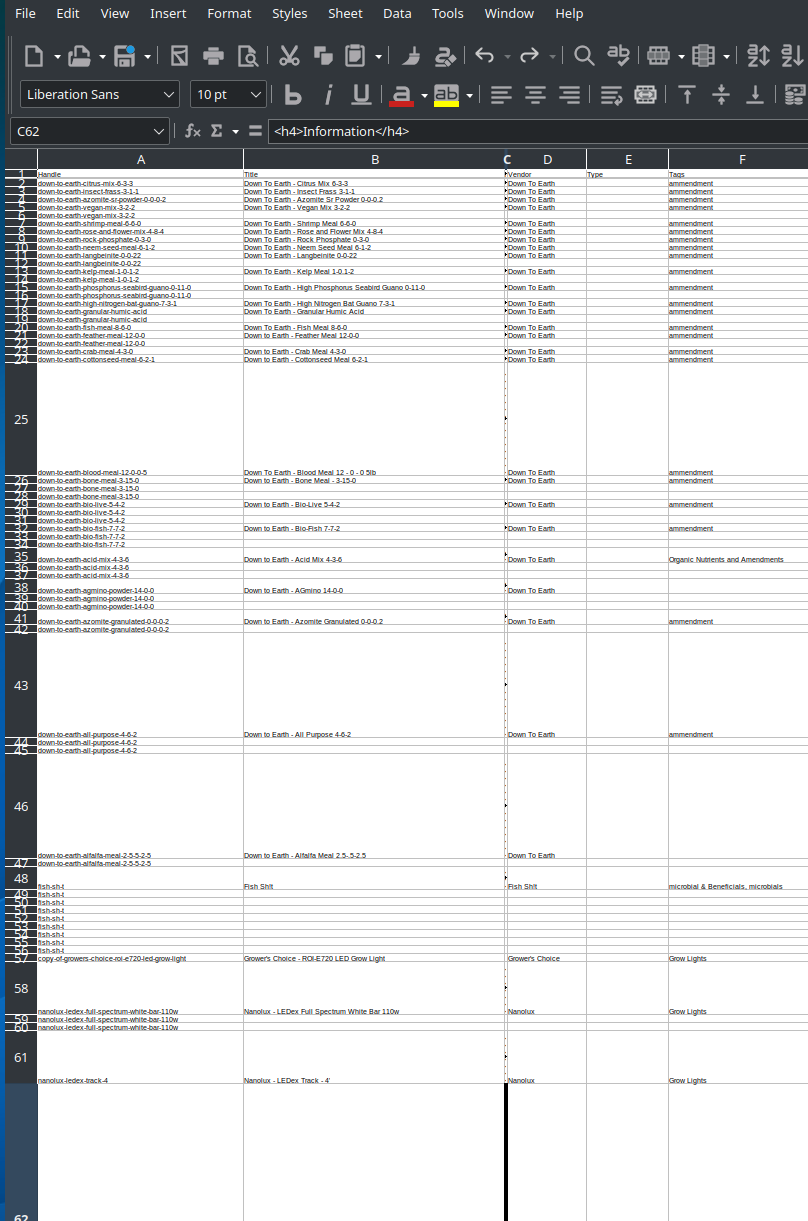 File Edit View Insert Format Styles Sheet Data Tools Window Help
Liberation Sans 10 pt
C62 <h4>Information</h4>
A B C D E F
1 Handle Title Vendor Type Tags
2 down-to-earth-citrus-mix-6-3-3 Down To Earth - Citrus Mix 6-3-3 Down To Earth ammendment
3 down-to-earth-insect-frass-3-1-1 Down To Earth - Insect Frass 3-1-1 Down To Earth ammendment
4 down-to-earth-azomite-sr-powder-0-0-0-2 Down To Earth - Azomite Sr Powder 0-0-0.2 Down To Earth ammendment
5 down-to-earth-vegan-mix-3-2-2 Down To Earth - Vegan Mix 3-2-2 Down To Earth ammendment
6 down-to-earth-vegan-mix-3-2-2
7 down-to-earth-shrimp-meal-6-6-0 Down To Earth - Shrimp Meal 6-6-0 Down To Earth ammendment
8 down-to-earth-rose-and-flower-mix-4-8-4 Down To Earth - Rose and Flower Mix 4-8-4 Down To Earth ammendment
9 down-to-earth-rock-phosphate-0-3-0 Down To Earth - Rock Phosphate 0-3-0 Down To Earth ammendment
10 down-to-earth-neem-seed-meal-6-1-2 Down To Earth - Neem Seed Meal 6-1-2 Down To Earth ammendment
11 down-to-earth-langbeinite-0-0-22 Down To Earth - Langbeinite 0-0-22 Down To Earth ammendment
12 down-to-earth-langbeinite-0-0-22
13 down-to-earth-kelp-meal-1-0-1-2 Down To Earth - Kelp Meal 1-0.1-2 Down To Earth ammendment
14 down-to-earth-kelp-meal-1-0-1-2
15 down-to-earth-phosphorus-seabird-guano-0-11-0 Down To Earth - High Phosphorus Seabird Guano 0-11-0 Down To Earth ammendment
16 down-to-earth-phosphorus-seabird-guano-0-11-0
17 down-to-earth-high-nitrogen-bat-guano-7-3-1 Down To Earth - High Nitrogen Bat Guano 7-3-1 Down To Earth ammendment
18 down-to-earth-granular-humic-acid Down To Earth - Granular Humic Acid Down To Earth ammendment
19 down-to-earth-granular-humic-acid
20 down-to-earth-fish-meal-8-6-0 Down To Earth - Fish Meal 8-6-0 Down To Earth ammendment
21 down-to-earth-feather-meal-12-0-0 Down to Earth - Feather Meal 12-0-0 Down To Earth ammendment
22 down-to-earth-feather-meal-12-0-0
23 down-to-earth-crab-meal-4-3-0 Down to Earth - Crab Meal 4-3-0 Down To Earth ammendment
24 down-to-earth-cottonseed-meal-6-2-1 Down to Earth - Cottonseed Meal 6-2-1 Down To Earth ammendment
25 down-to-earth-blood-meal-12-0-0-5 Down To Earth - Blood Meal 12 - 0 - 0 5lb Down To Earth ammendment
26 down-to-earth-bone-meal-3-15-0 Down To Earth - Bone Meal - 3-15-0 Down To Earth ammendment
27 down-to-earth-bone-meal-3-15-0
28 down-to-earth-bone-meal-3-15-0
29 down-to-earth-bio-live-5-4-2 Down to Earth - Bio-Live 5-4-2 Down To Earth ammendment
30 down-to-earth-bio-live-5-4-2
31 down-to-earth-bio-live-5-4-2
32 down-to-earth-bio-fish-7-7-2 Down to Earth - Bio-Fish 7-7-2 Down To Earth ammendment
33 down-to-earth-bio-fish-7-7-2
34 down-to-earth-bio-fish-7-7-2
35 down-to-earth-acid-mix-4-3-6 Down to Earth - Acid Mix 4-3-6 Down To Earth Organic Nutrients and Amendments
36 down-to-earth-acid-mix-4-3-6
37 down-to-earth-acid-mix-4-3-6
38 down-to-earth-agmino-powder-14-0-0 Down to Earth - AGmino 14-0-0 Down To Earth
39 down-to-earth-agmino-powder-14-0-0
40 down-to-earth-agmino-powder-14-0-0
41 down-to-earth-azomite-granulated-0-0-0-2 Down to Earth - Azomite Granulated 0-0-0.2 Down To Earth ammendment
42 down-to-earth-azomite-granulated-0-0-0-2
43 down-to-earth-all-purpose-4-6-2 Down to Earth - All Purpose 4-6-2 Down To Earth ammendment
44 down-to-earth-all-purpose-4-6-2
45 down-to-earth-all-purpose-4-6-2
46 down-to-earth-alfalfa-meal-2-5-5-2-5 Down to Earth - Alfalfa Meal 2.5-.5-2.5 Down To Earth
47 down-to-earth-alfalfa-meal-2-5-5-2-5
48 fish-sh-t Fish Sh!t Fish Sh!t microbial & Beneficials, microbials
49 fish-sh-t
50 fish-sh-t
51 fish-sh-t
52 fish-sh-t
53 fish-sh-t
54 fish-sh-t
55 fish-sh-t
56 fish-sh-t
57 copy-of-growers-choice-roi-e720-led-grow-light Grower's Choice - ROI-E720 LED Grow Light Grower's Choice Grow Lights
58 nanolux-ledex-full-spectrum-white-bar-110w Nanolux - LEDex Full Spectrum White Bar 110w Nanolux Grow Lights
59 nanolux-ledex-full-spectrum-white-bar-110w
60 nanolux-ledex-full-spectrum-white-bar-110w
61 nanolux-ledex-track-4 Nanolux - LEDex Track - 4' Nanolux Grow Lights
62